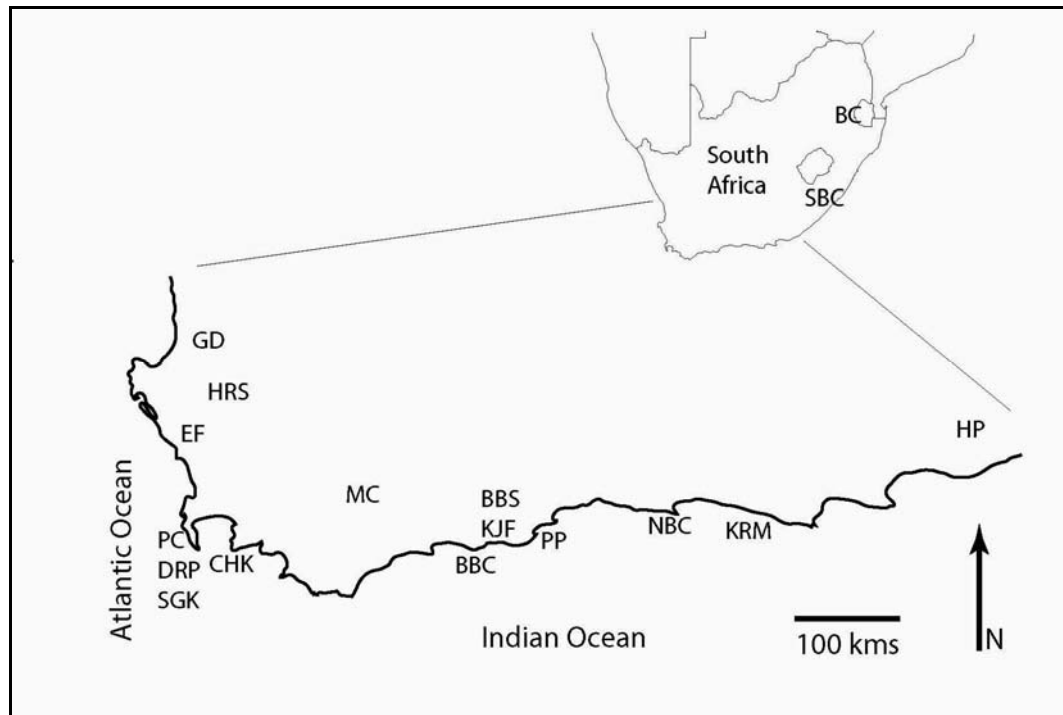 BC
South
Africa
SBC
GD
HRS
EF
HP
MC
BBS
KJF
PP
NBC
KRM
BBC
PC
DRP
SGK
CHK
Atlantic Ocean
Indian Ocean
100 kms
N